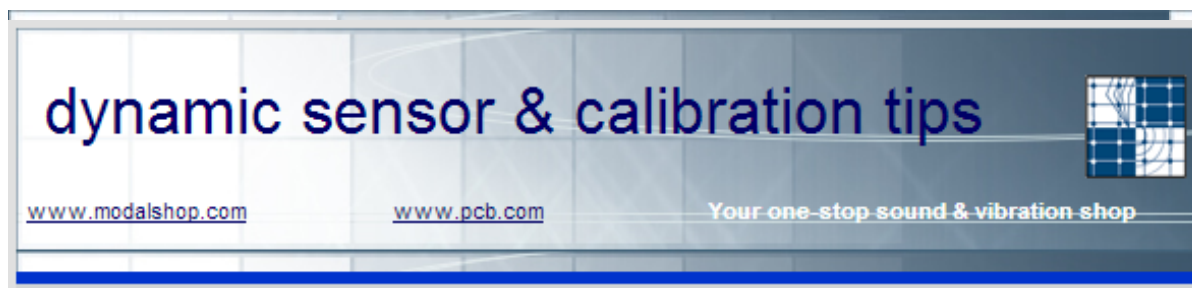 dynamic sensor & calibration tips
www.modalshop.com www.pcb.com Your one-stop sound & vibration shop